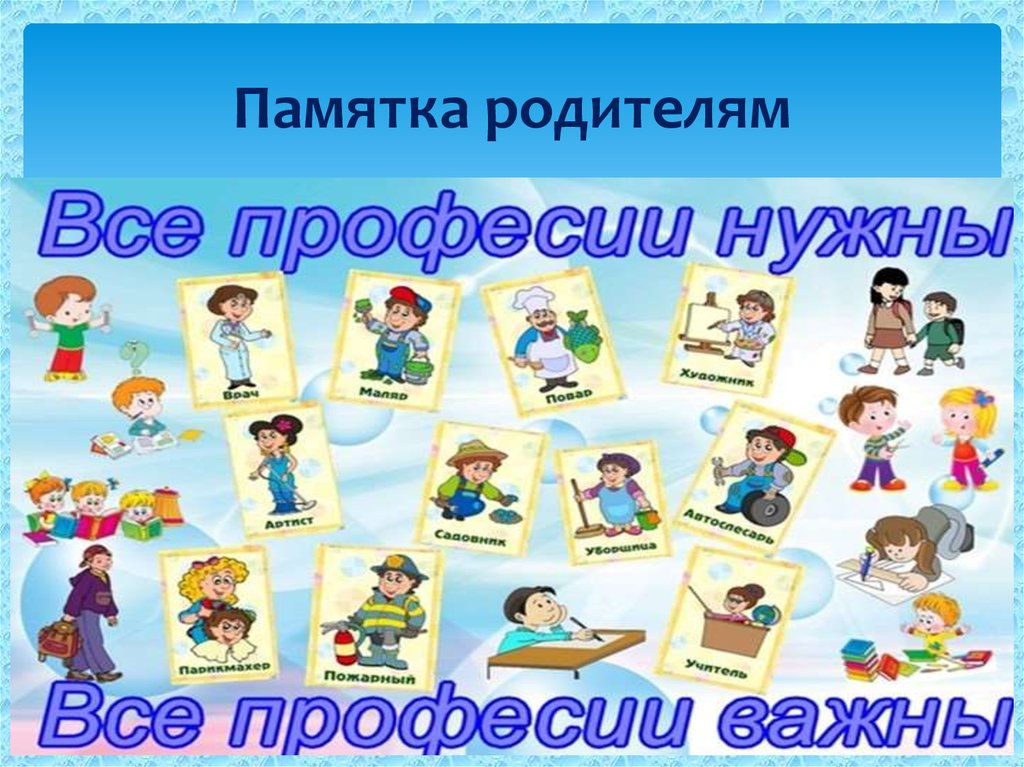 Памятка родителям
Все професии нужны
Врач
Маляр
Повар
Художник
Артист
Садовник
Уборщица
Автослесарь
Парикмахер
Пожарный
Учитель
Все професии важны